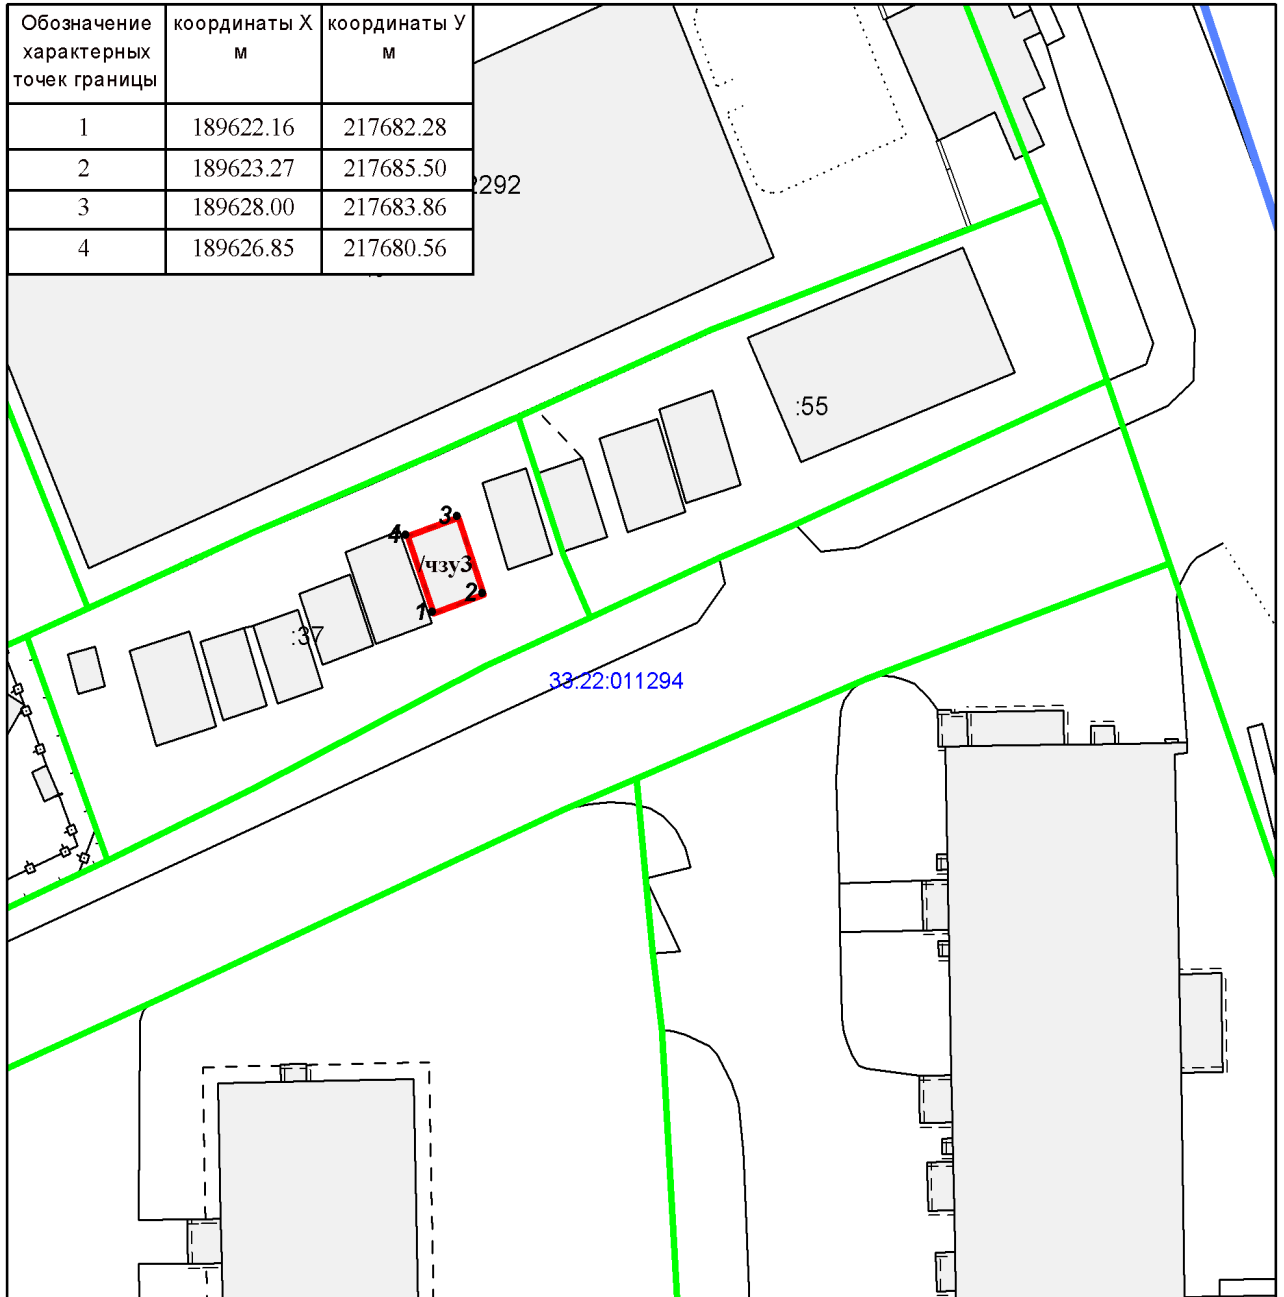 Обозначение характерных точек границы | координаты X м | координаты У м
1 | 189622.16 | 217682.28
2 | 189623.27 | 217685.50
3 | 189628.00 | 217683.86
4 | 189626.85 | 217680.56
2292
:55
3
4
/чзу3
2
1
:37
33:22:011294